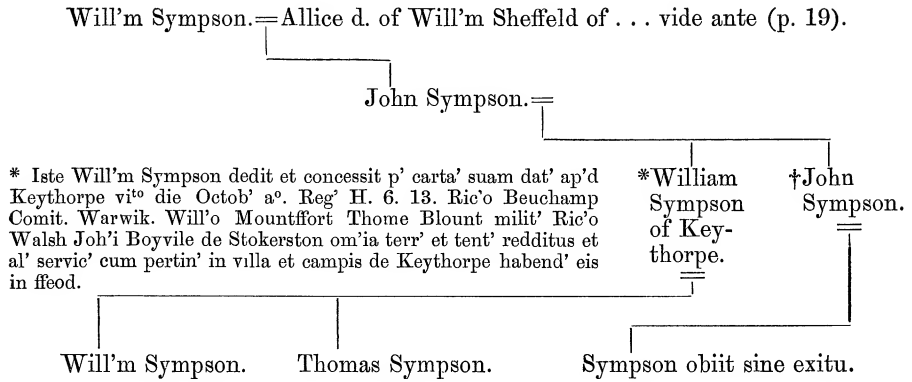 Will'm Sympson.=Allice d. of Will'm Sheffeld of . . . vide ante (p. 19).
John Sympson.=
* Iste Will'm Sympson dedit et concessit p' carta' suam dat' ap'd
Keythorpe viᵗᵒ die Octob' aᵒ. Reg' H. 6. 13. Ric'o Beuchamp
Comit. Warwik. Will'o Mountffort Thome Blount milit' Ric'o
Walsh Joh'i Boyvile de Stokerston om'ia terr' et tent' redditus et
al' servic' cum pertin' in villa et campis de Keythorpe habend' eis
in ffeod.
*William
Sympson
of Key-
thorpe.
†John
Sympson.
Will'm Sympson.
Thomas Sympson.
Sympson obiit sine exitu.